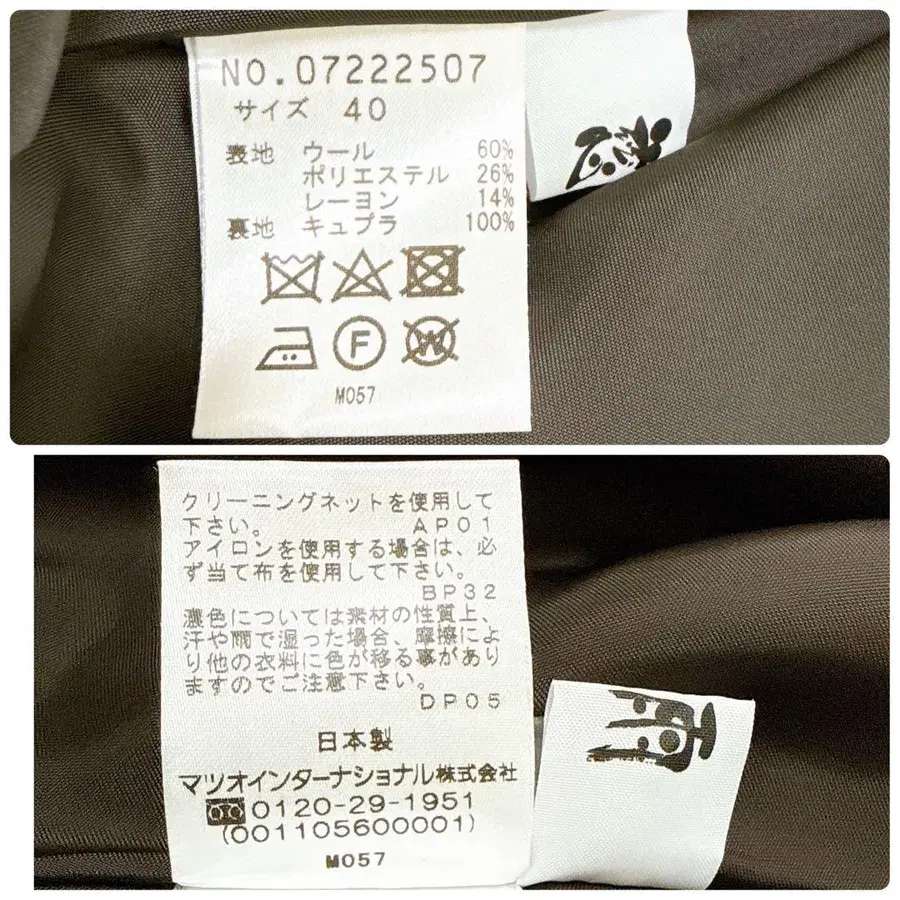 NO.07222507
サイズ 40
表地 ウール 60%
ポリエステル 26%
レーヨン 14%
裏地 キュプラ 100%
F
W
M057
クリーニングネットを使用して
下さい。 AP01
アイロンを使用する場合は、必
ず当て布を使用して下さい。
BP32
濃色については素材の性質上、
汗や雨で湿った場合、摩擦によ
り他の衣料に色が移る事があり
ますのでご注意下さい。
DP05
日本製
マツオインターナショナル株式会社
0120-29-1951
(001105600001)
M057